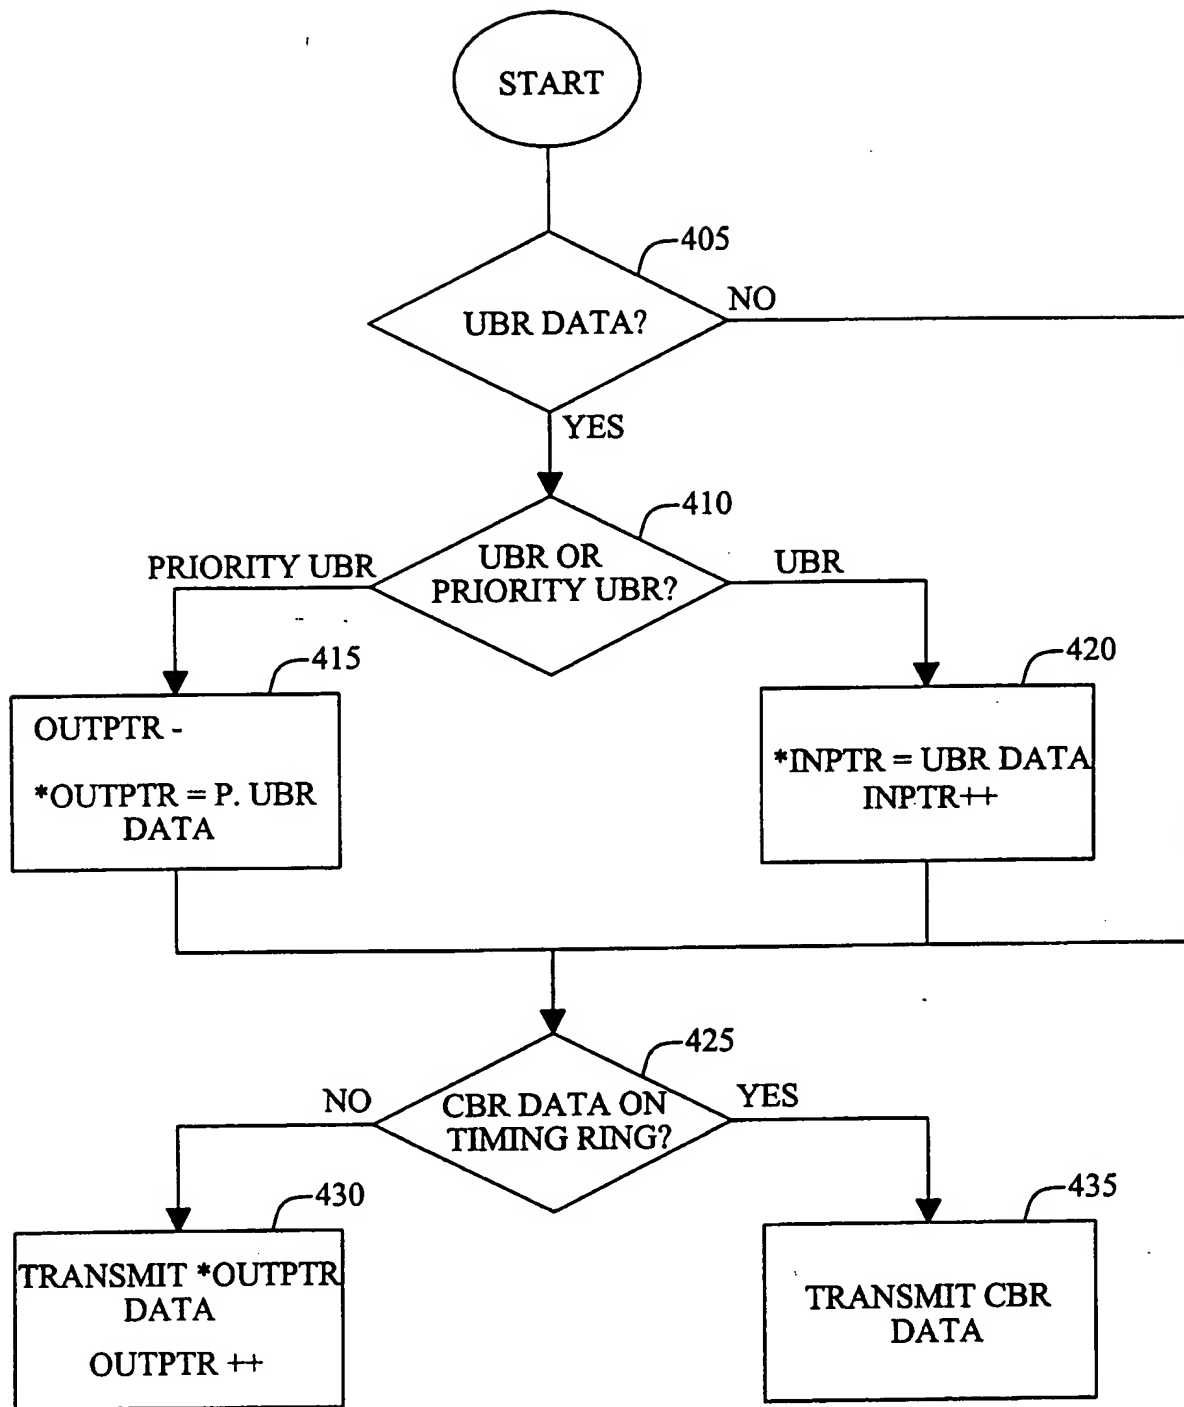 START
405
UBR DATA?
NO
YES
410
PRIORITY UBR
UBR OR
PRIORITY UBR?
UBR
415
OUTPTR -
*OUTPTR = P. UBR
DATA
420
*INPTR = UBR DATA
INPTR++
425
NO
CBR DATA ON
TIMING RING?
YES
430
TRANSMIT *OUTPTR
DATA
OUTPTR ++
435
TRANSMIT CBR
DATA